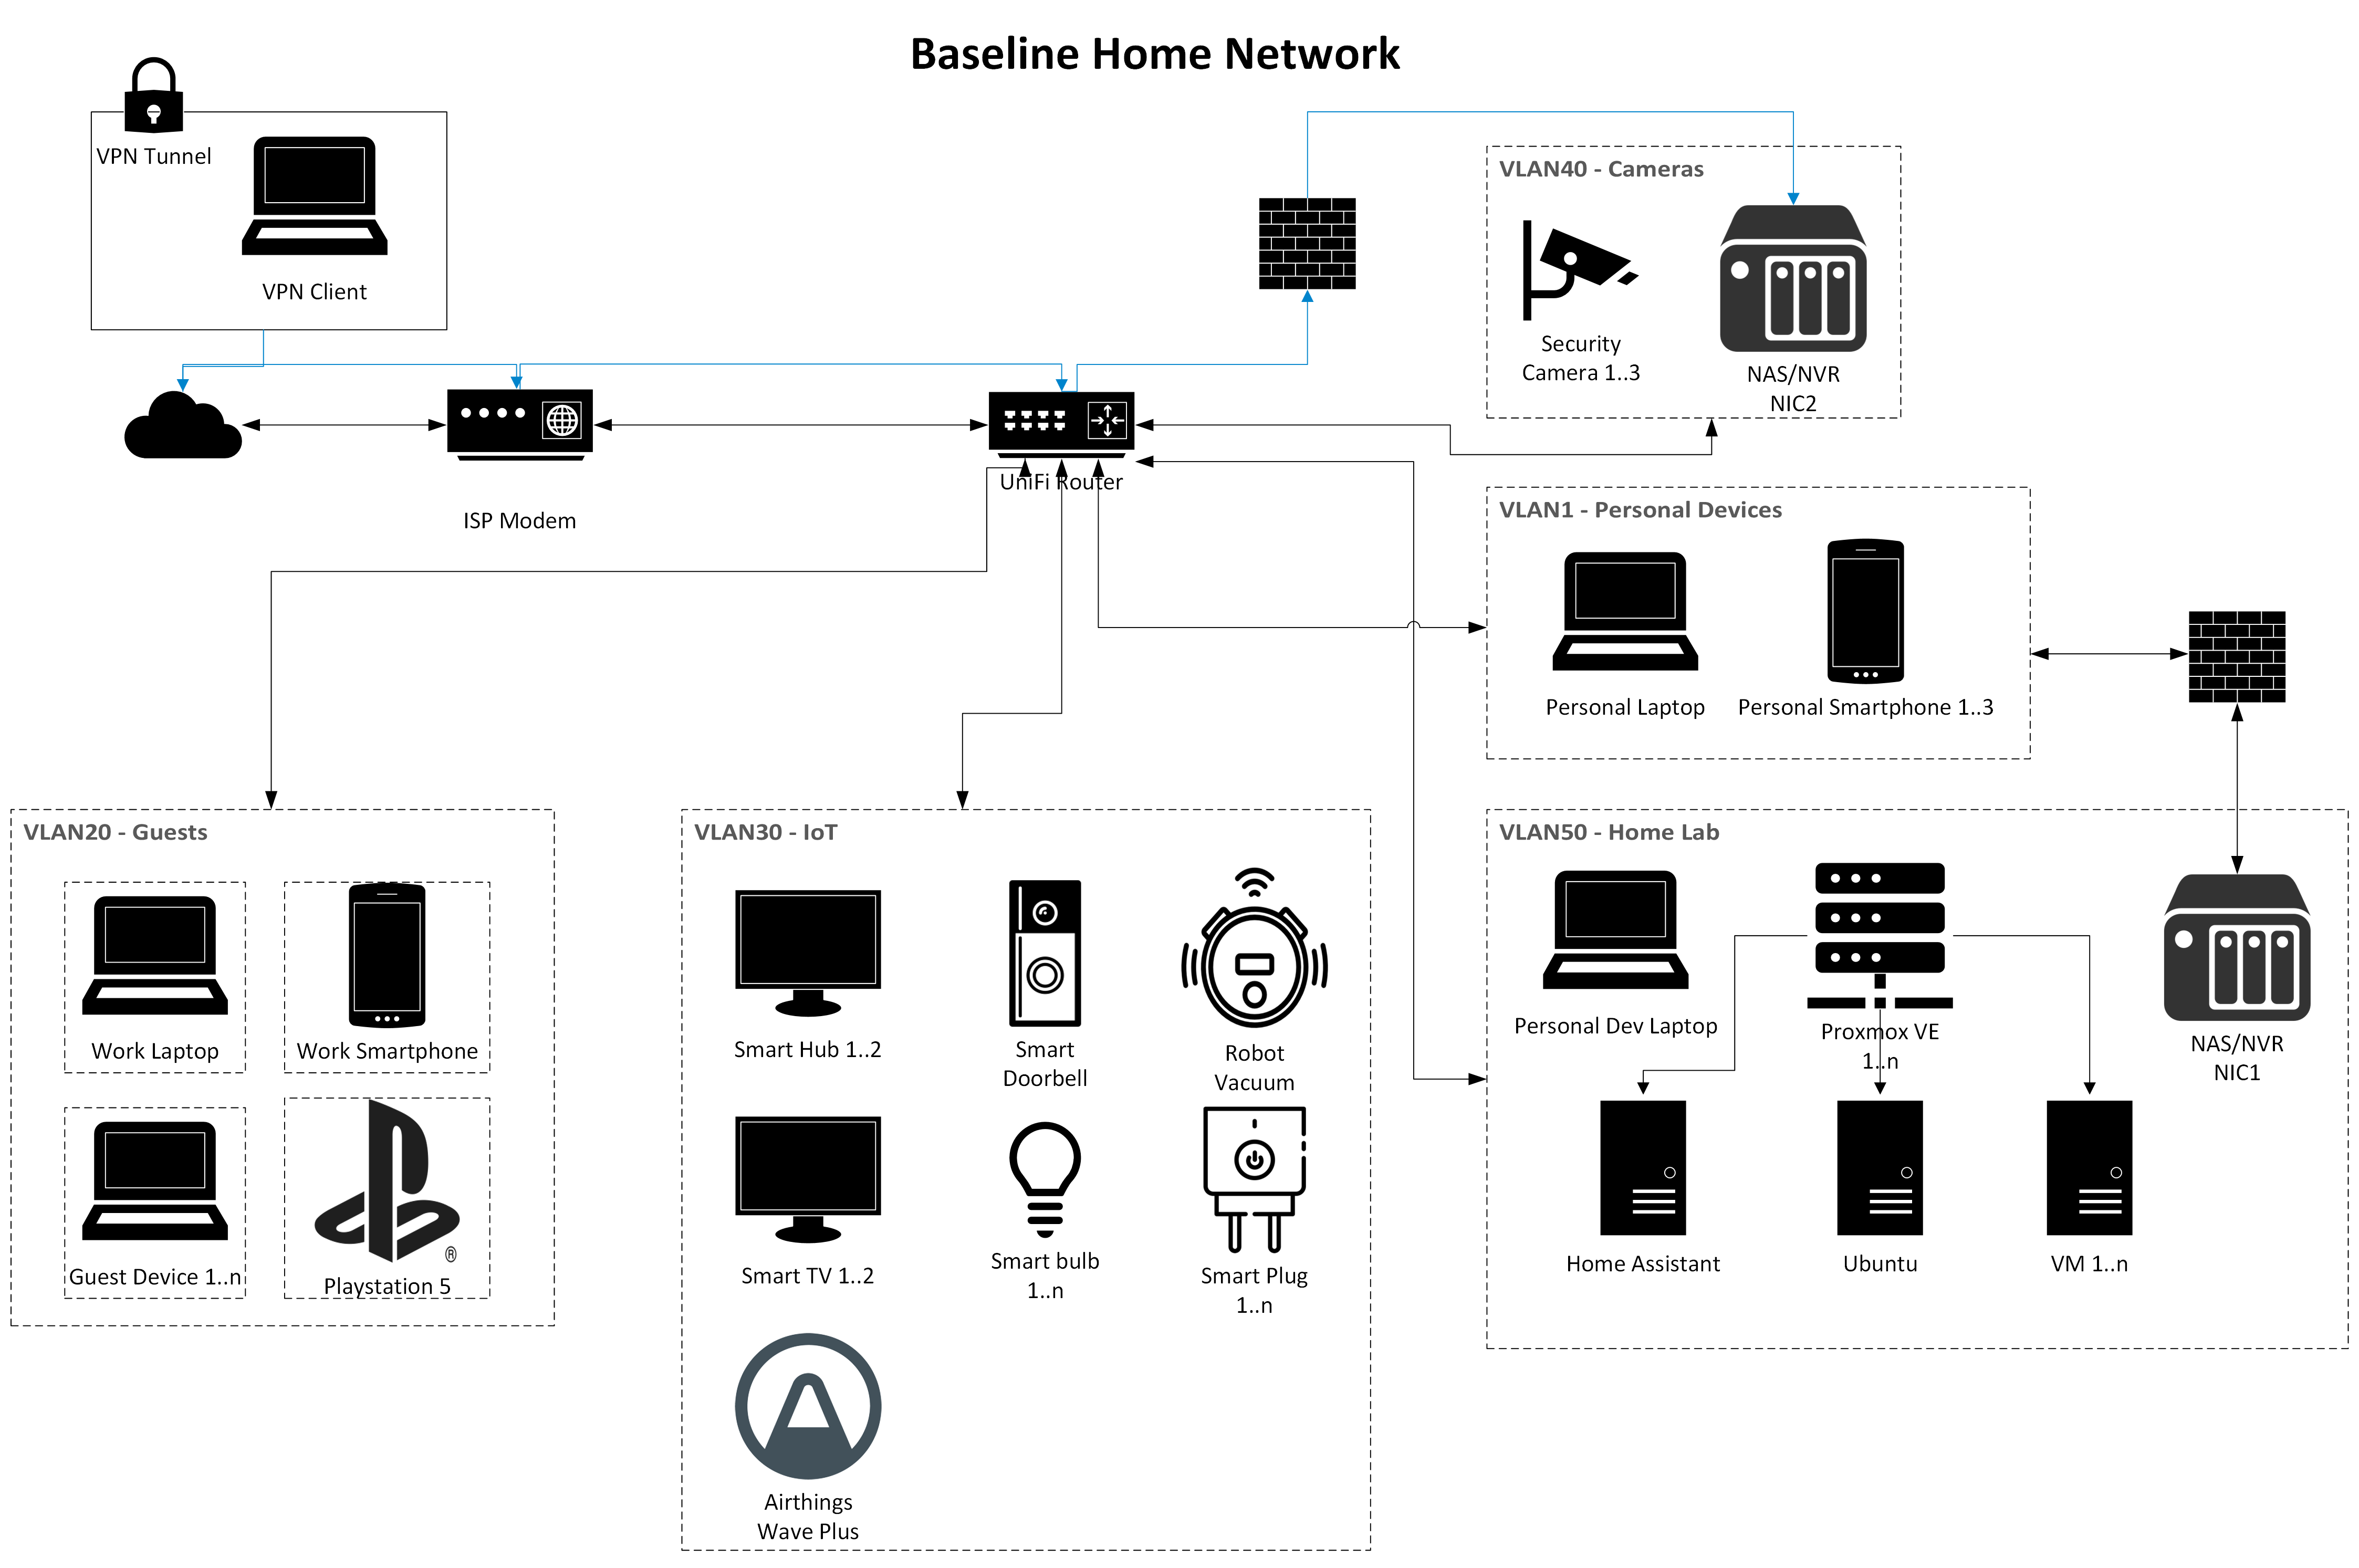 Baseline Home Network
VPN Tunnel
VPN Client
VLAN40 - Cameras
Security
Camera 1..3
NAS/NVR
NIC2
ISP Modem
UniFi Router
VLAN1 - Personal Devices
Personal Laptop
Personal Smartphone 1..3
VLAN20 - Guests
Work Laptop
Work Smartphone
Guest Device 1..n
®
Playstation 5
VLAN30 - IoT
Smart Hub 1..2
Smart
Doorbell
Robot
Vacuum
Smart TV 1..2
Smart bulb
1..n
Smart Plug
1..n
Airthings
Wave Plus
VLAN50 - Home Lab
Personal Dev Laptop
Proxmox VE
1..n
NAS/NVR
NIC1
Home Assistant
Ubuntu
VM 1..n